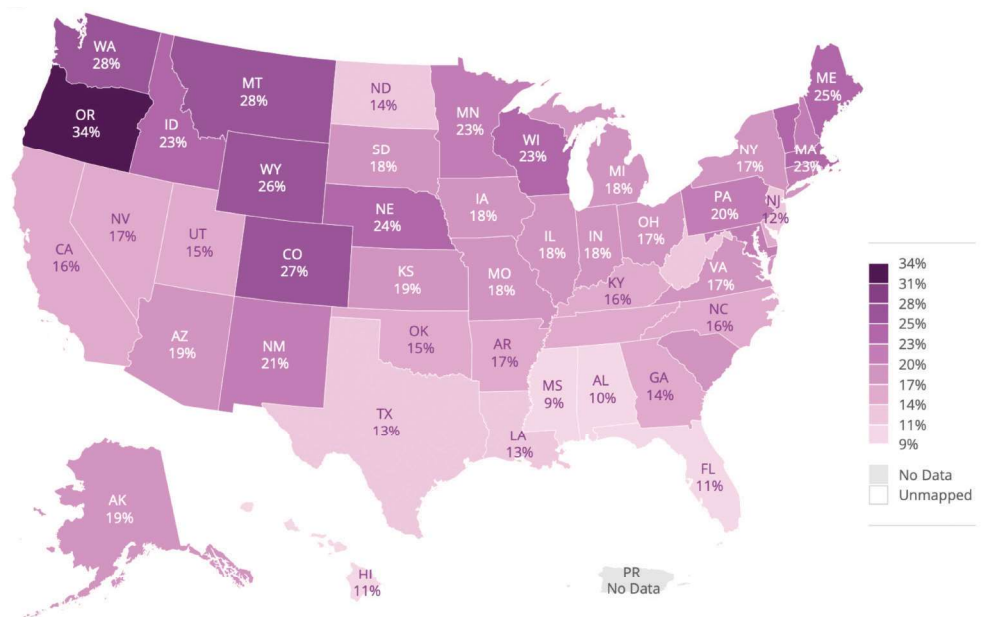 WA
28%
OR
34%
ID
23%
MT
28%
ND
14%
MN
23%
WI
23%
MI
18%
NY
17%
ME
25%
MA
23%
SD
18%
WY
26%
NE
24%
IA
18%
IL
18%
IN
18%
OH
17%
PA
20%
NJ
12%
NV
17%
UT
15%
CA
16%
CO
27%
KS
19%
MO
18%
KY
16%
VA
17%
NC
16%
AZ
19%
NM
21%
OK
15%
AR
17%
MS
9%
AL
10%
GA
14%
TX
13%
LA
13%
FL
11%
AK
19%
HI
11%
PR
No Data
34%
31%
28%
25%
23%
20%
17%
14%
11%
9%
No Data
Unmapped